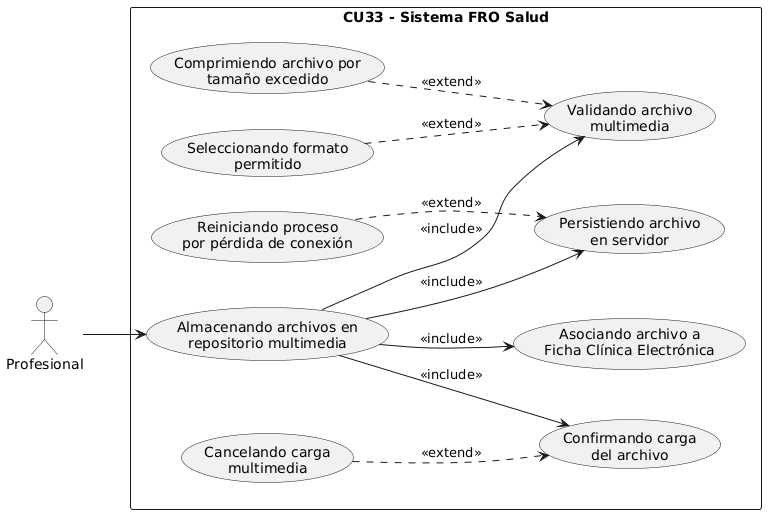 CU33 - Sistema FRO Salud
Comprimiendo archivo por
tamaño excedido
«extend»
Validando archivo
multimedia
«extend»
Seleccionando formato
permitido
«extend»
Reiniciando proceso
por pérdida de conexión
«include»
Persistiendo archivo
en servidor
«include»
Almacenando archivos en
repositorio multimedia
«include»
Asociando archivo a
Ficha Clínica Electrónica
Profesional
«include»
Cancelando carga
multimedia
«extend»
Confirmando carga
del archivo